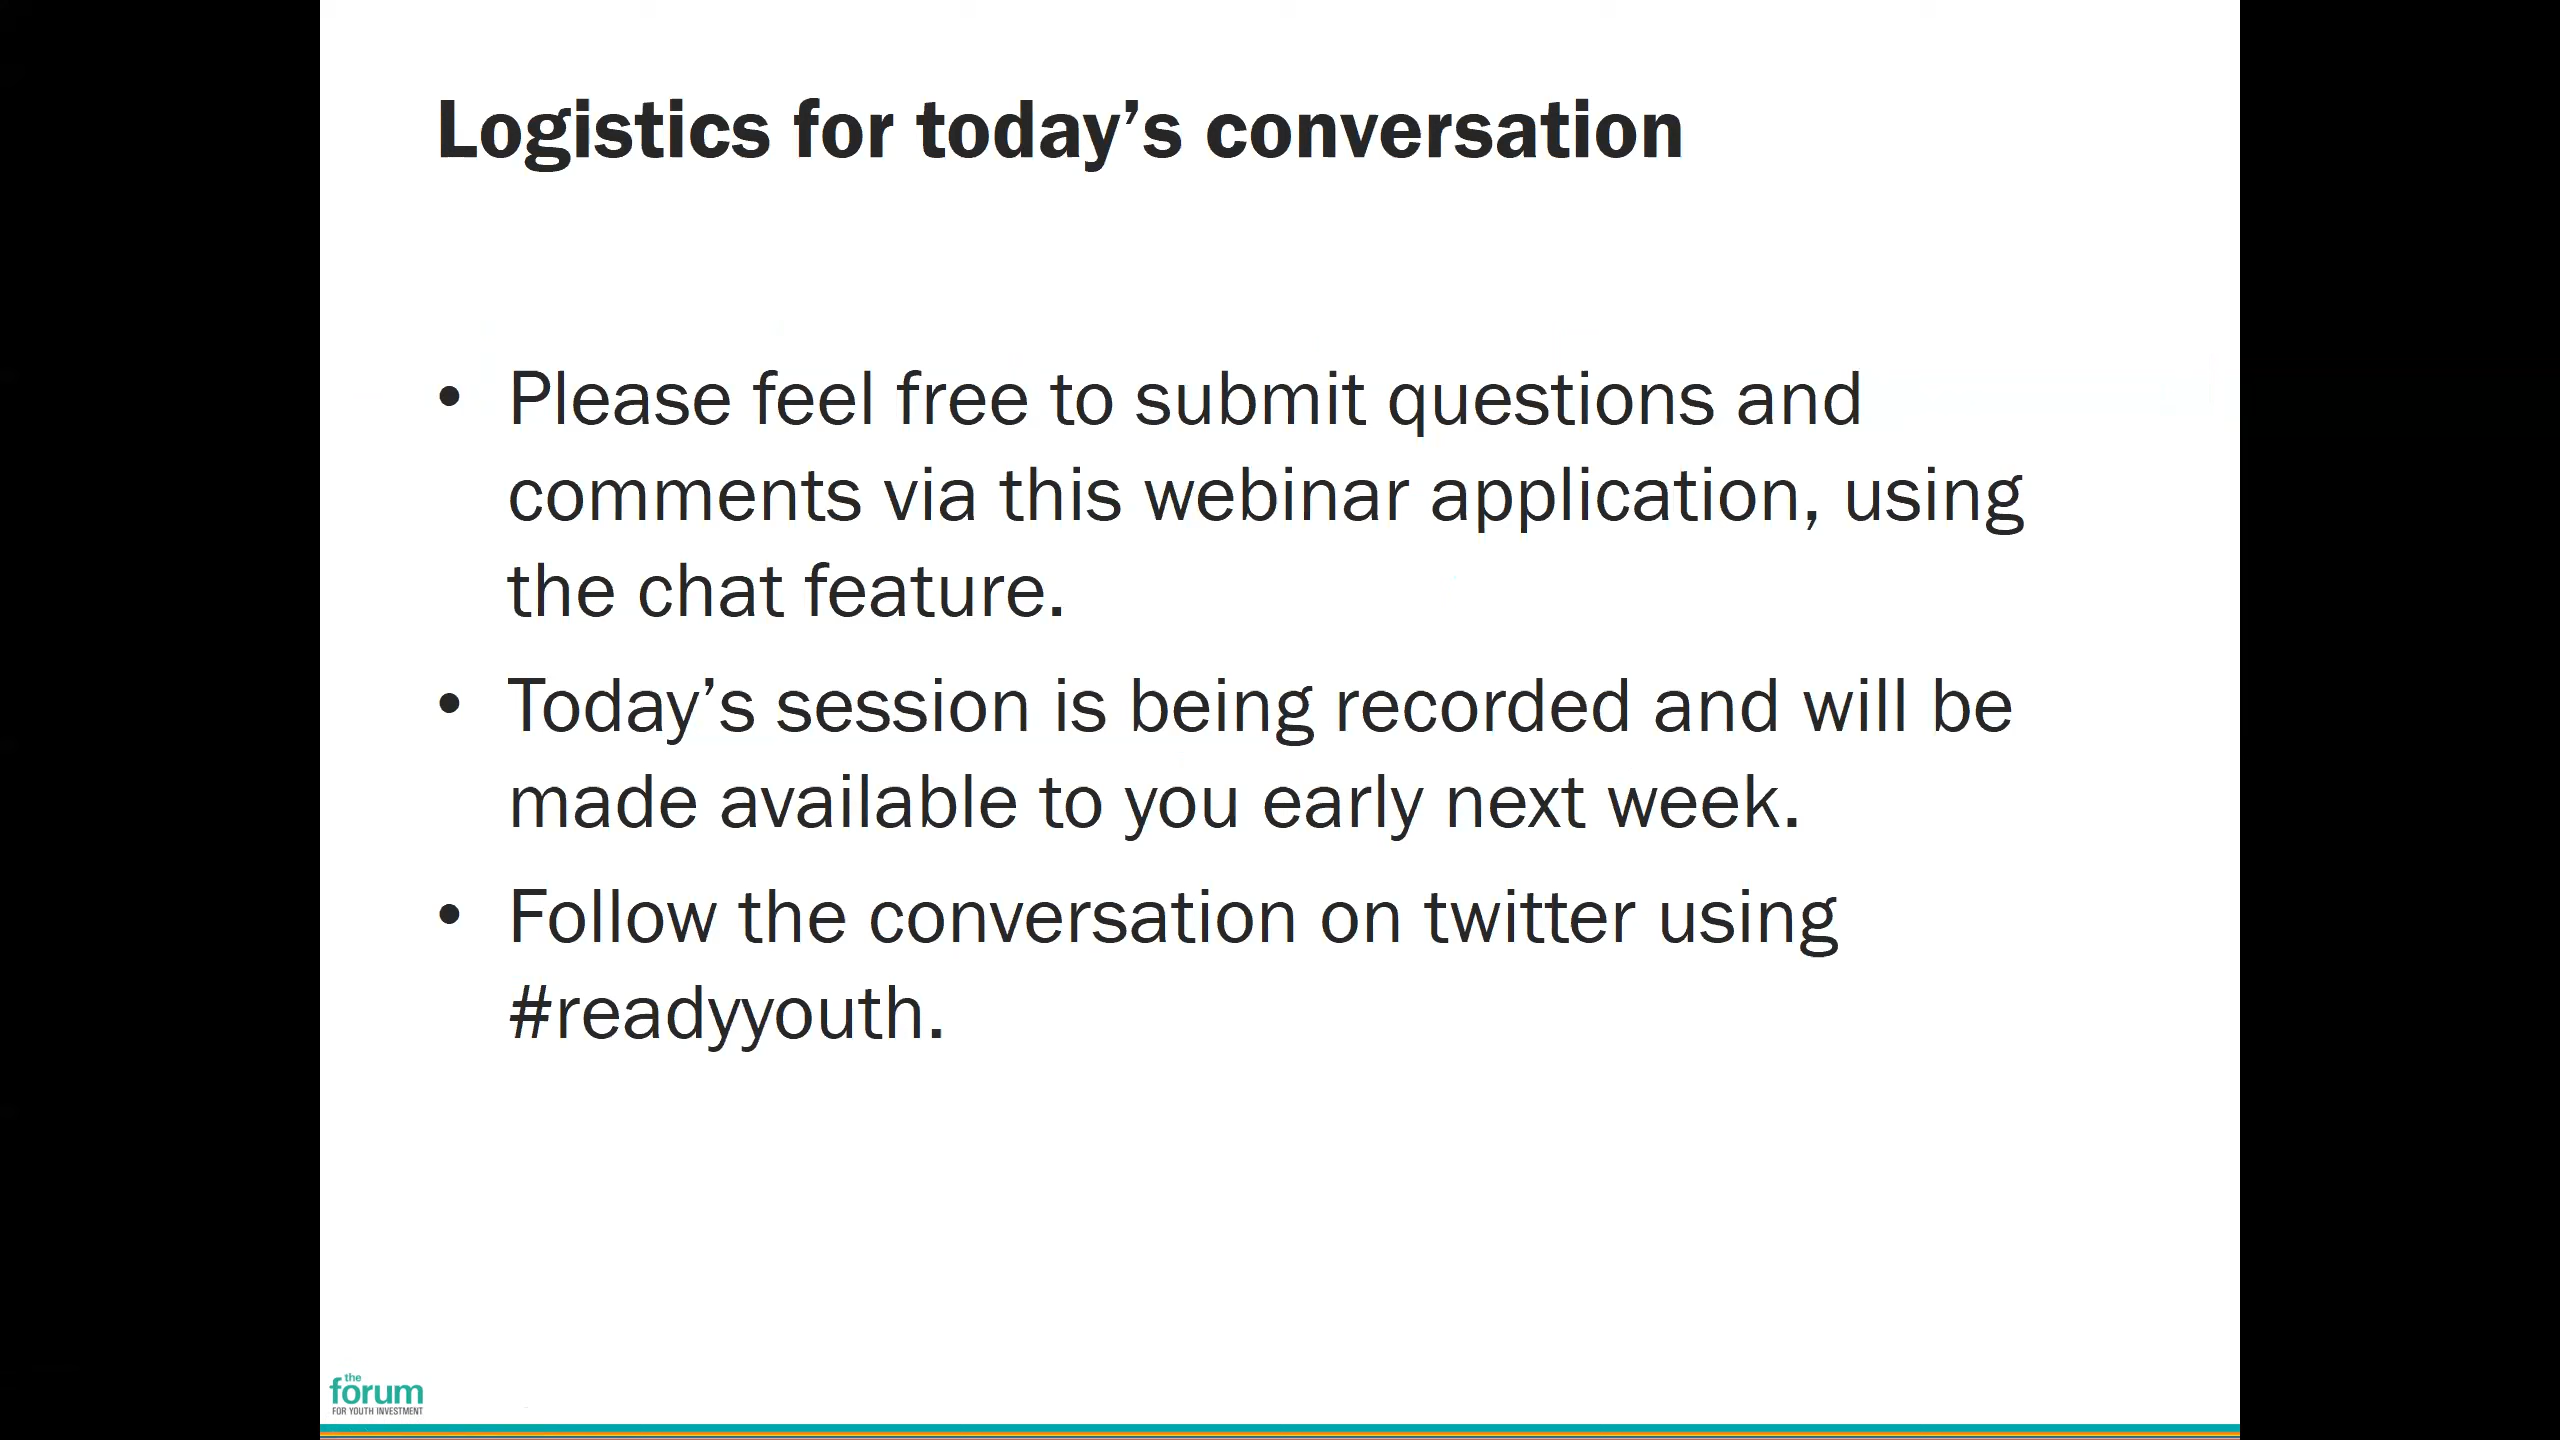 Logistics for today’s conversation
• Please feel free to submit questions and
comments via this webinar application, using
the chat feature.
• Today’s session is being recorded and will be
made available to you early next week.
• Follow the conversation on twitter using
#readyyouth.
the
forum
FOR YOUTH INVESTMENT